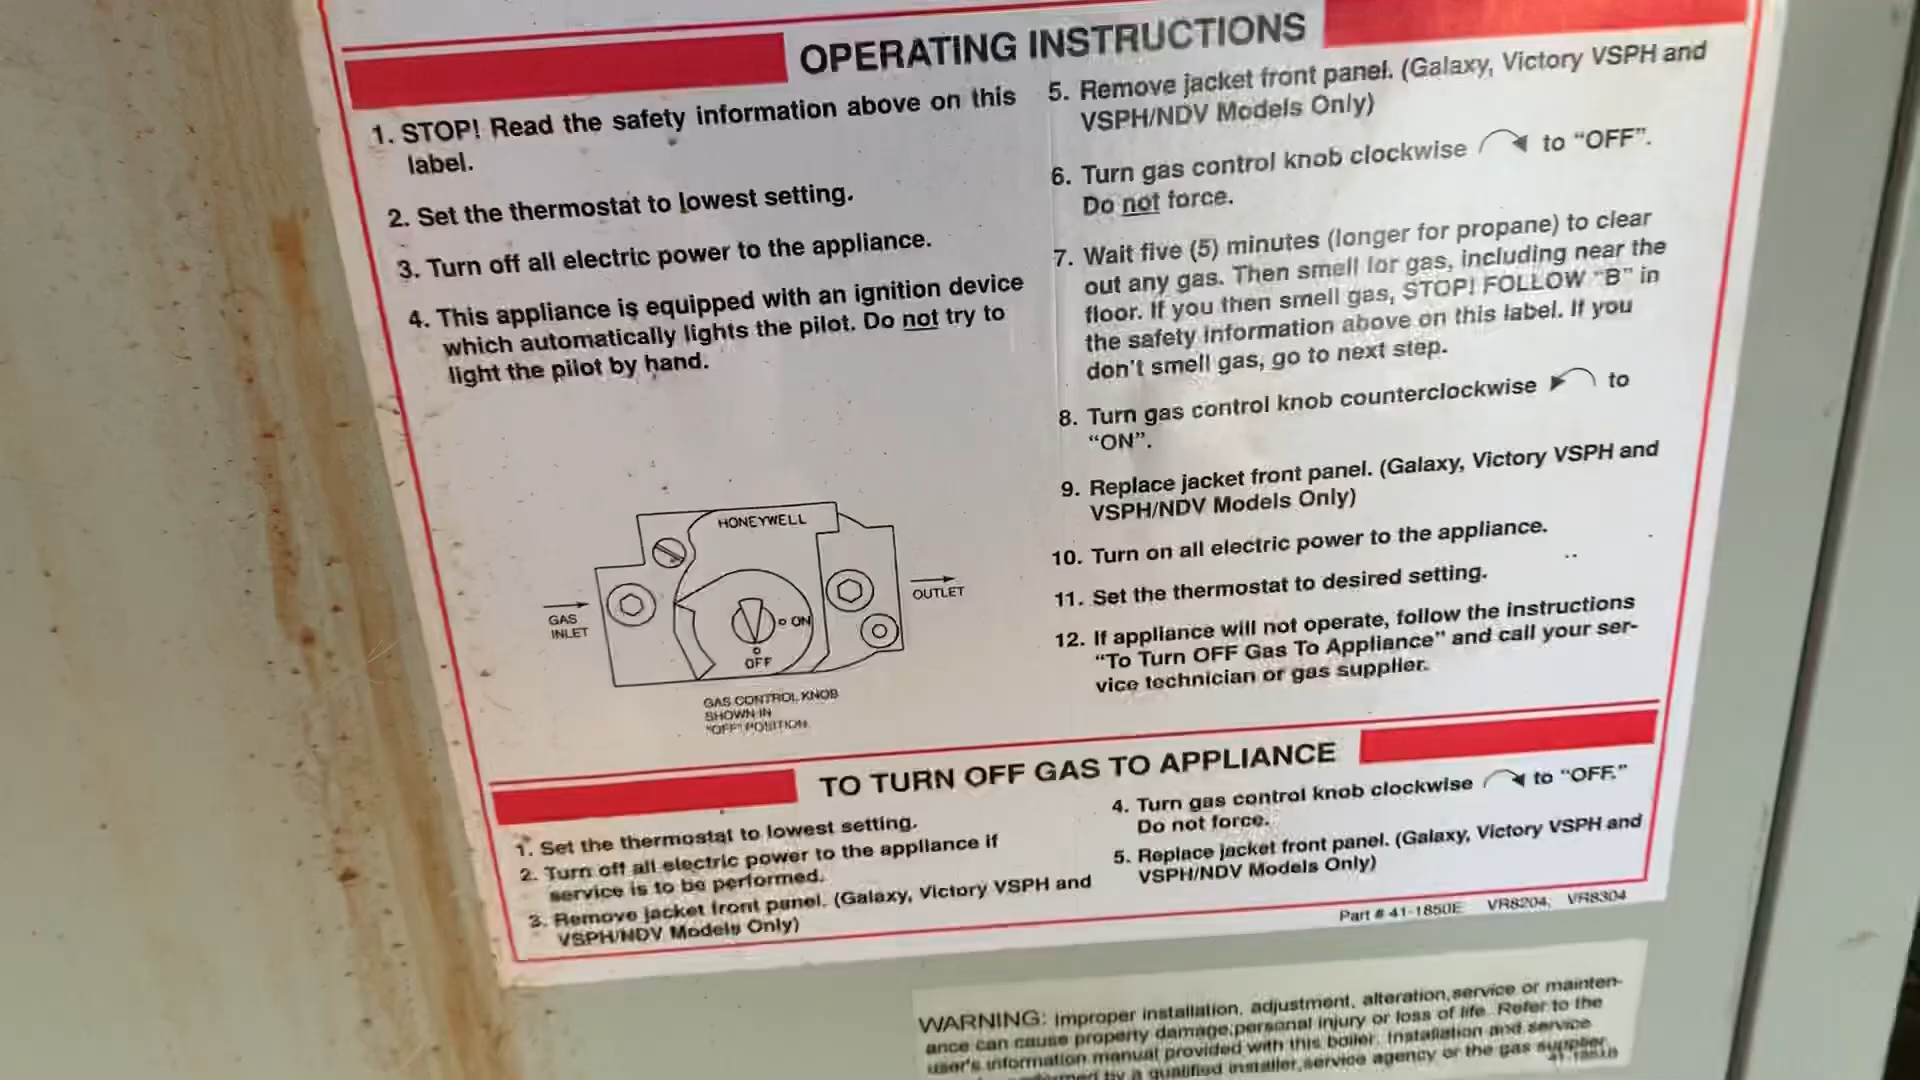 OPERATING INSTRUCTIONS
1. STOP! Read the safety information above on this
label.
2. Set the thermostat to lowest setting.
3. Turn off all electric power to the appliance.
4. This appliance is equipped with an ignition device
which automatically lights the pilot. Do not try to
light the pilot by hand.
HONEYWELL
GAS
INLET
OUTLET
ON
OFF
GAS CONTROL KNOB
SHOWN IN
"OFF" POSITION
5. Remove jacket front panel. (Galaxy, Victory VSPH and
VSPH/NDV Models Only)
6. Turn gas control knob clockwise to "OFF".
Do not force.
7. Wait five (5) minutes (longer for propane) to clear
out any gas. Then smell for gas, including near the
floor. If you then smell gas, STOP! FOLLOW "B" in
the safety information above on this label. If you
don't smell gas, go to next step.
8. Turn gas control knob counterclockwise to
"ON".
9. Replace jacket front panel. (Galaxy, Victory VSPH and
VSPH/NDV Models Only)
10. Turn on all electric power to the appliance.
11. Set the thermostat to desired setting.
12. If appliance will not operate, follow the instructions
"To Turn OFF Gas To Appliance" and call your ser-
vice technician or gas supplier.
TO TURN OFF GAS TO APPLIANCE
1. Set the thermostat to lowest setting.
2. Turn off all electric power to the appliance if
service is to be performed.
3. Remove jacket front panel. (Galaxy, Victory VSPH and
VSPH/NDV Models Only)
4. Turn gas control knob clockwise to "OFF."
Do not force.
5. Replace jacket front panel. (Galaxy, Victory VSPH and
VSPH/NDV Models Only)
Part # 41-1850E VR8204, VR8304
WARNING: Improper installation, adjustment, alteration, service or mainten-
ance can cause property damage, personal injury or loss of life. Refer to the
user's information manual provided with this boiler. Installation and service
by a qualified installer, service agency or the gas supplier.